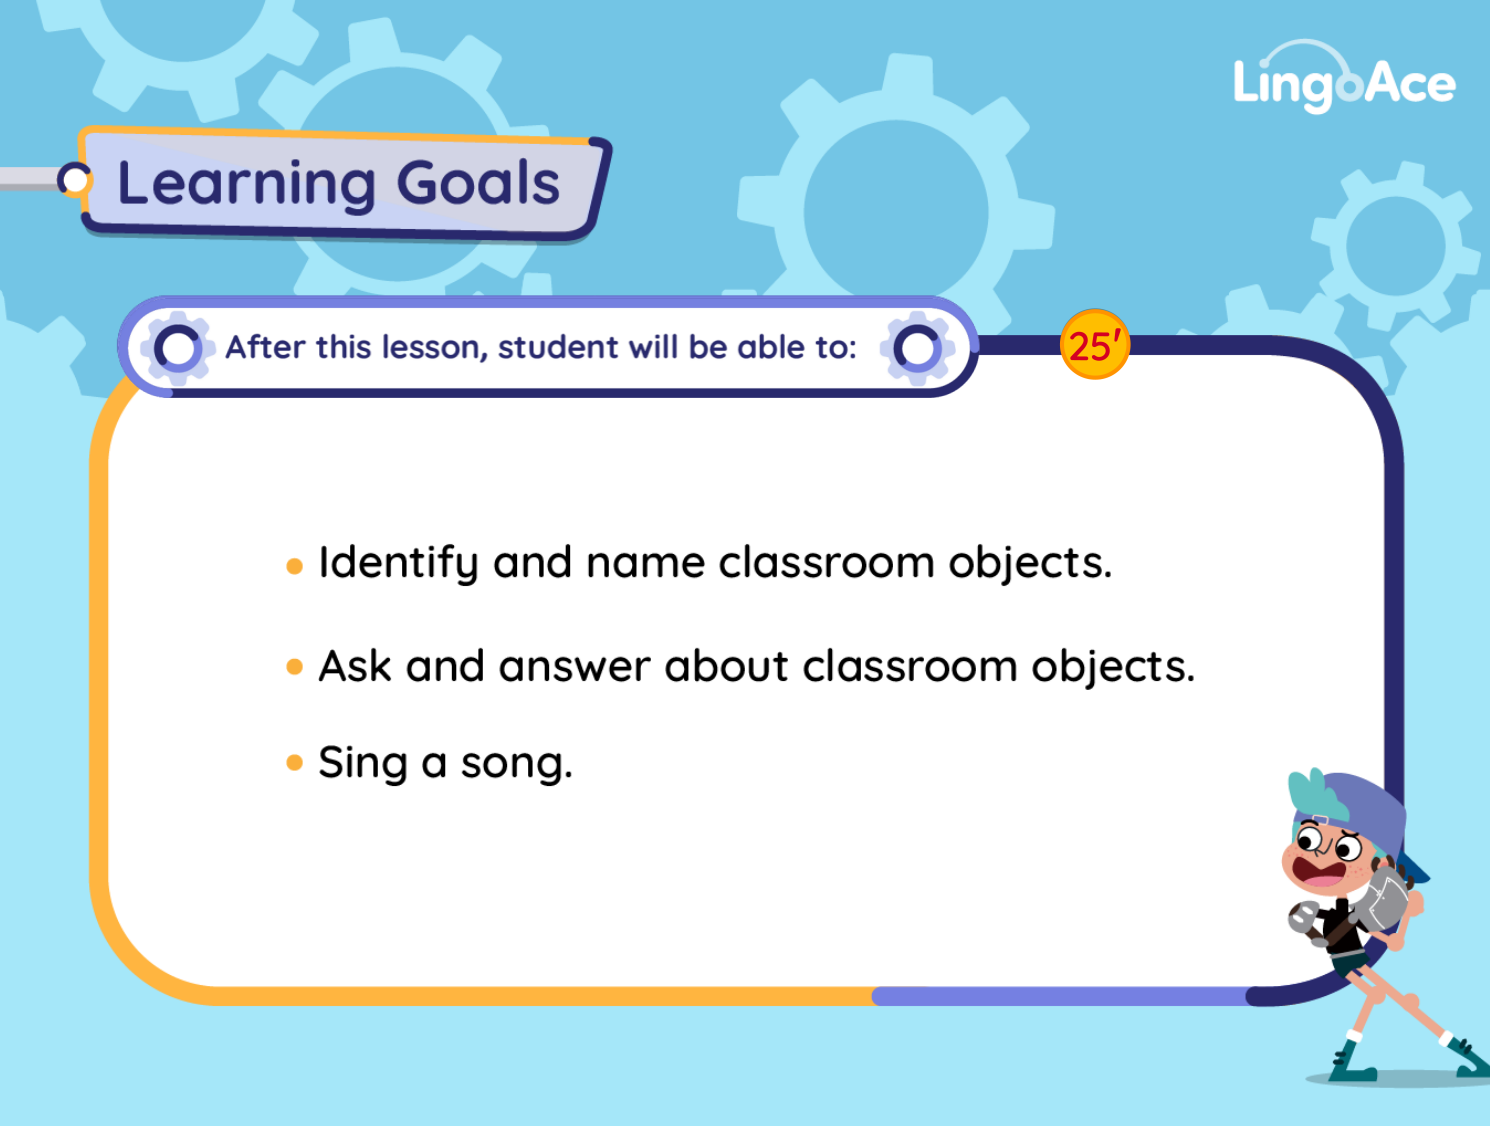 LingoAce
Learning Goals
After this lesson, student will be able to:
25′
• Identify and name classroom objects.
• Ask and answer about classroom objects.
• Sing a song.